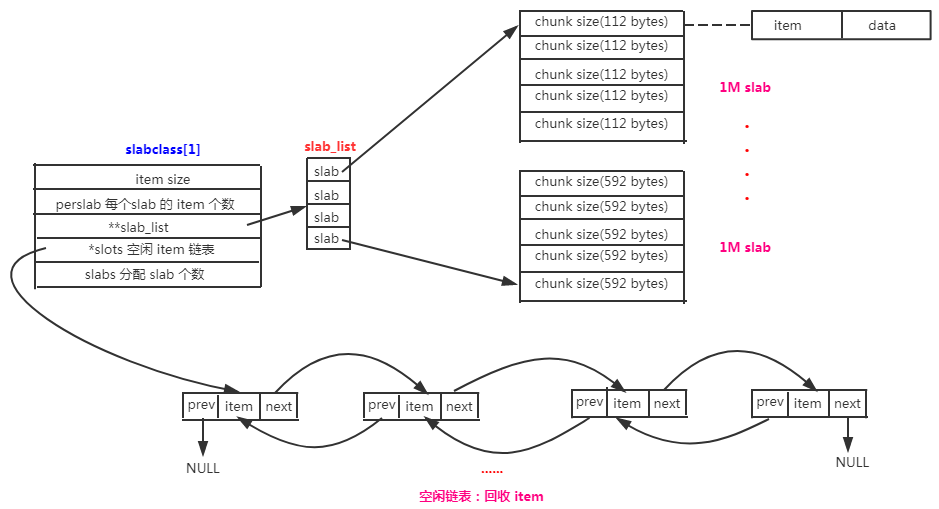 slabclass[1]
item size
perslab 每个slab 的 item 个数
**slab_list
*slots 空闲 item 链表
slabs 分配 slab 个数
slab_list
slab
slab
slab
slab
chunk size(112 bytes)
chunk size(112 bytes)
chunk size(112 bytes)
chunk size(112 bytes)
chunk size(112 bytes)
item data
1M slab
chunk size(592 bytes)
chunk size(592 bytes)
chunk size(592 bytes)
chunk size(592 bytes)
chunk size(592 bytes)
1M slab
prev item next
prev item next
prev item next
prev item next
NULL
NULL
......
空闲链表：回收 item